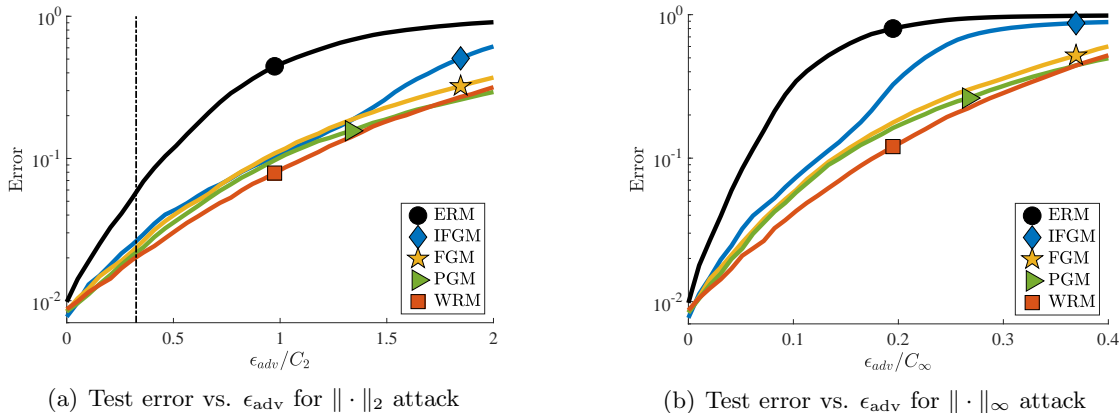 10^0
10^-1
10^-2
Error
0
0.5
1
1.5
2
ϵ_adv/C_2
ERM
IFGM
FGM
PGM
WRM
(a) Test error vs. ϵ_adv for ‖ · ‖_2 attack
10^0
10^-1
10^-2
Error
0
0.1
0.2
0.3
0.4
ϵ_adv/C_∞
ERM
IFGM
FGM
PGM
WRM
(b) Test error vs. ϵ_adv for ‖ · ‖_∞ attack